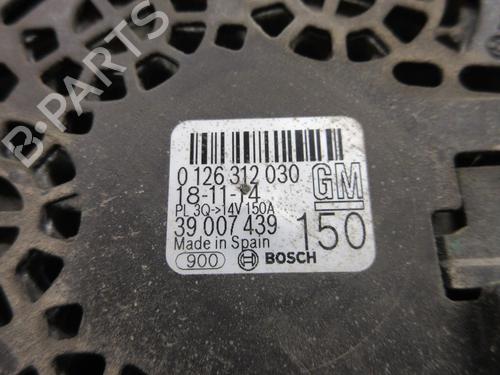 0 126 312 030
18-11-14
PL 3Q->14V 150A
39 007 439
Made in Spain
900
BOSCH
GM
150
B-PARTS